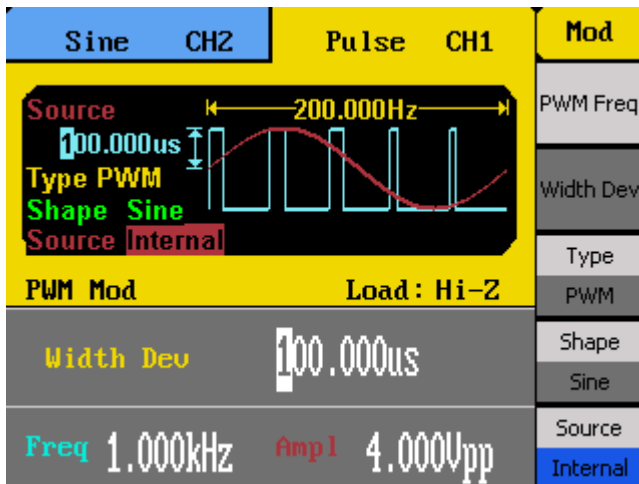 Sine CH2
Pulse CH1
Mod
Source
200.000Hz
100.000us
Type PWM
Shape Sine
Source Internal
PWM Mod
Load: Hi-Z
Width Dev
100.000us
Freq 1.000kHz
Ampl 4.000Vpp
PWM Freq
Width Dev
Type
PWM
Shape
Sine
Source
Internal